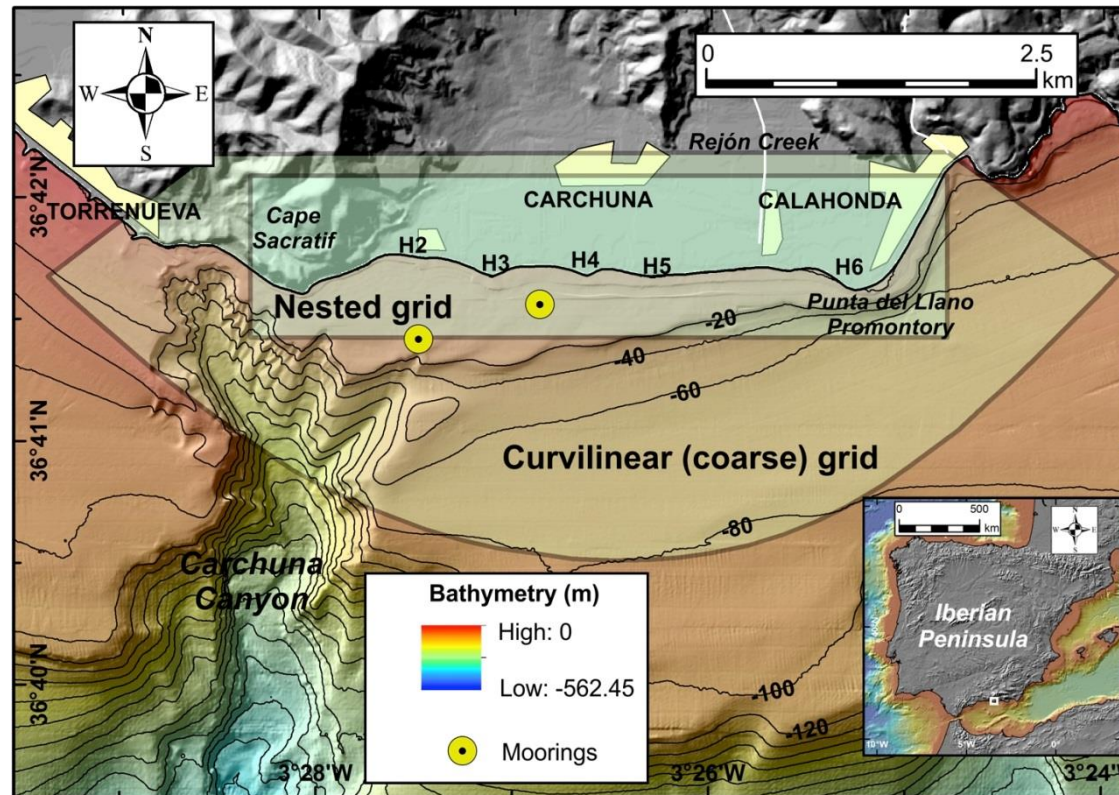 N
W
E
S
0
2.5
km
Rejón Creek
36°42'N
TORRENUEVA
CARCHUNA
CALAHONDA
Cape
Sacratif
H2
H3
H4
H5
H6
Nested grid
Punta del Llano
Promontory
-20
-40
-60
36°41'N
Curvilinear (coarse) grid
-80
Carchuna
Canyon
Bathymetry (m)
High: 0
Low: -562.45
Moorings
36°40'N
-100
-120
3°28'W
3°26'W
3°24'W
0
500
km
N
W
E
S
Iberian
Peninsula
10°W
5°W
0°